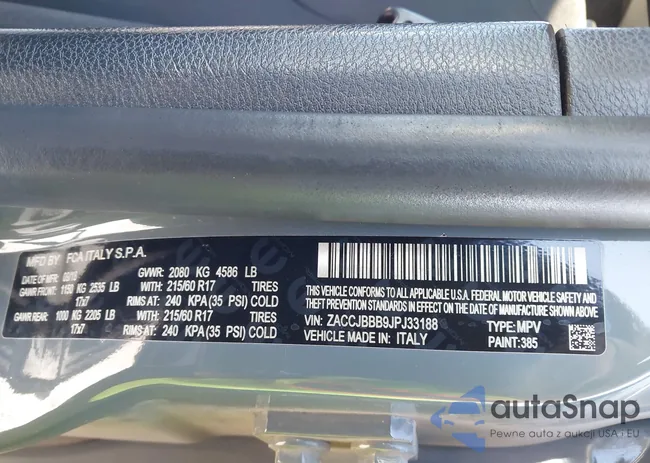 MFD BY FCA ITALY S.P.A.
DATE OF MFR: GVWR: 2080 KG 4586 LB
GAWR FRONT: 1150 KG 2535 LB 215/60 R17 TIRES
17x7 RIMS AT: 240 KPA (35 PSI) COLD
GAWR REAR: 1000 KG 2205 LB WITH: 215/60 R17 TIRES
17x7 RIMS AT: 240 KPA(35 PSI) COLD
THIS VEHICLE CONFORMS TO ALL APPLICABLE U.S.A. FEDERAL MOTOR VEHICLE SAFETY AND
THEFT PREVENTION STANDARDS IN EFFECT ON THE DATE OF MANUFACTURE SHOWN ABOVE
VIN: ZACCJBBB9JPJ33188 TYPE: MPV
VEHICLE MADE IN: ITALY PAINT: 385
autaSnap
Pewne auta z aukcji USA i EU